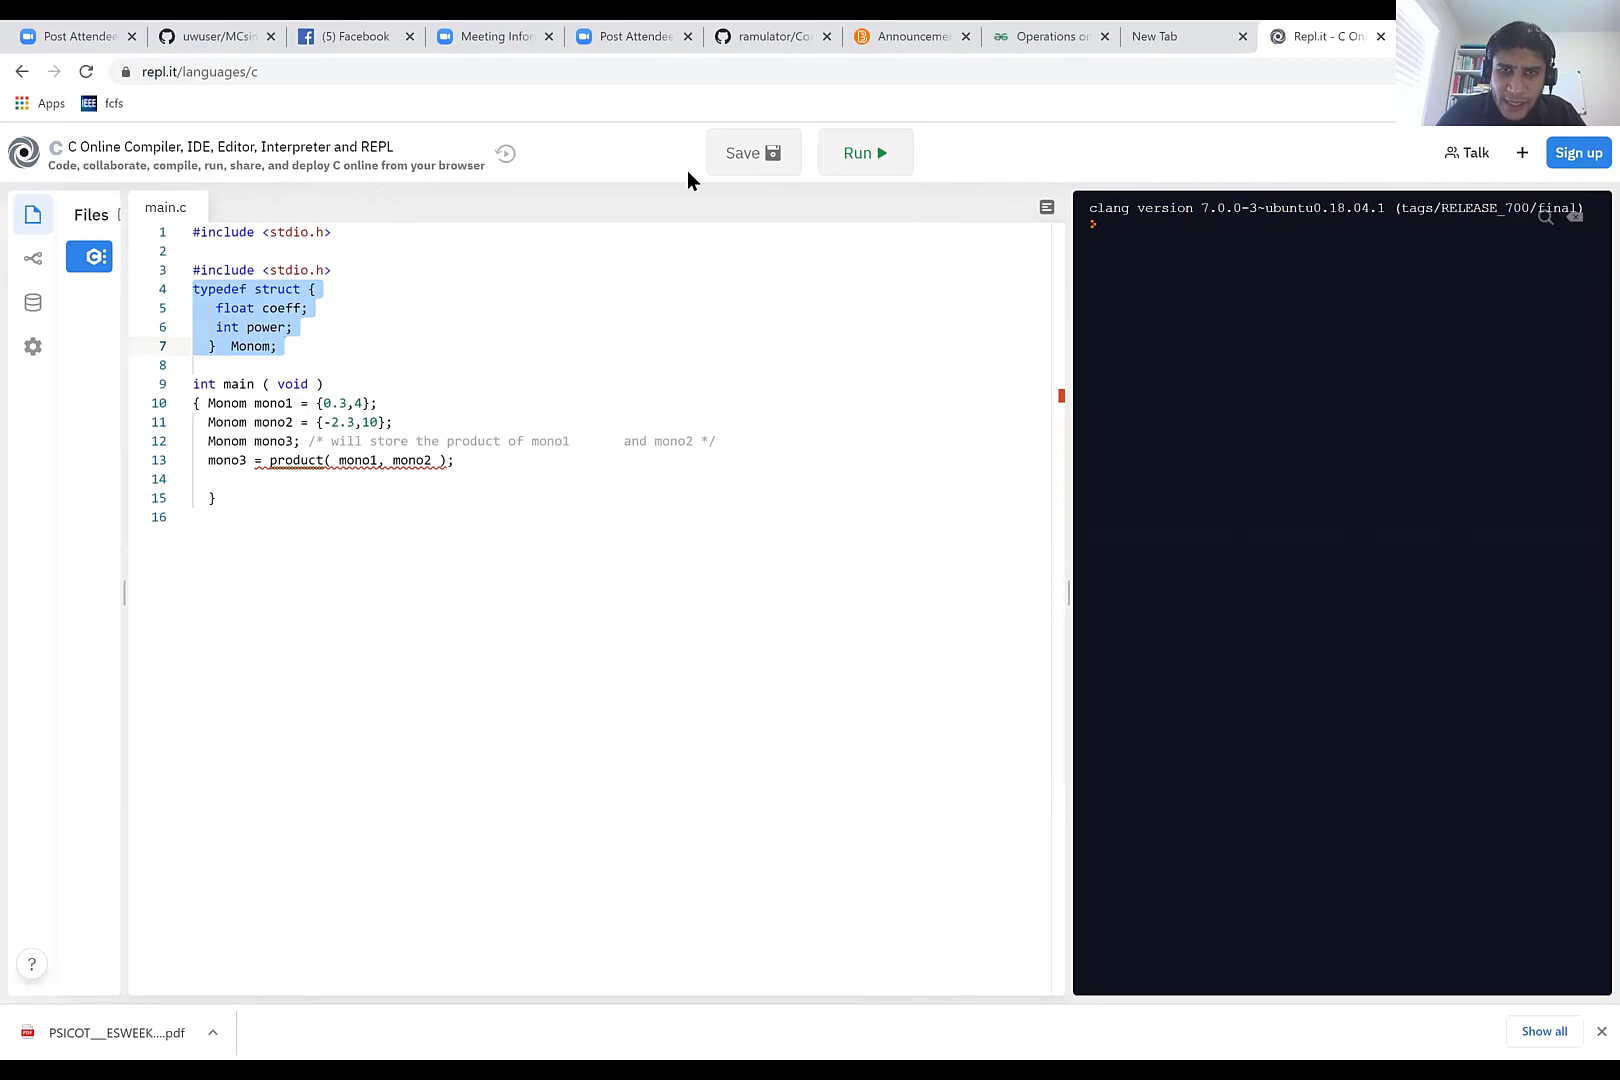 Post Attendee
uwuser/MCsim
(5) Facebook
Meeting Infor
Post Attendee
ramulator/Co
Announceme
Operations on
New Tab
Repl.it - C Onl
repl.it/languages/c
Apps
IEEE fcfs
C C Online Compiler, IDE, Editor, Interpreter and REPL
Code, collaborate, compile, run, share, and deploy C online from your browser
Save
Run
Talk
+
Sign up
Files
main.c
1 #include <stdio.h>
2
3 #include <stdio.h>
4 typedef struct {
5 float coeff;
6 int power;
7 } Monom;
8
9 int main ( void )
10 { Monom mono1 = {0.3,4};
11 Monom mono2 = {-2.3,10};
12 Monom mono3; /* will store the product of mono1 and mono2 */
13 mono3 = product( mono1, mono2 );
14
15 }
16
clang version 7.0.0-3~ubuntu0.18.04.1 (tags/RELEASE_700/final)
?
PDF PSICOT__ESWEEK....pdf
Show all